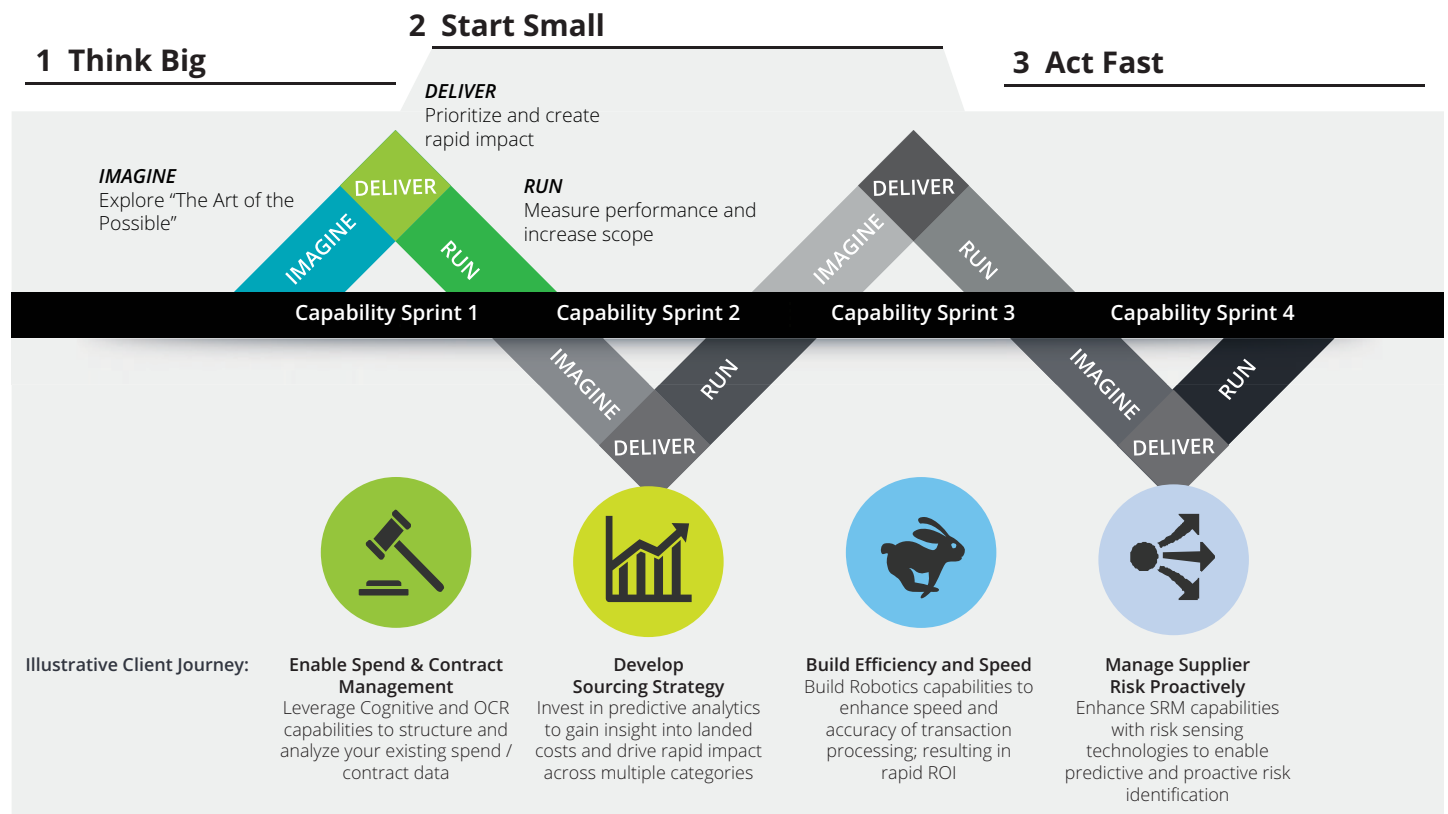 1 Think Big
2 Start Small
3 Act Fast
IMAGINE
Explore “The Art of the
Possible”
DELIVER
Prioritize and create
rapid impact
RUN
Measure performance and
increase scope
IMAGINE
DELIVER
RUN
IMAGINE
DELIVER
RUN
Capability Sprint 1
Capability Sprint 2
Capability Sprint 3
Capability Sprint 4
IMAGINE
DELIVER
RUN
IMAGINE
DELIVER
RUN
Illustrative Client Journey:
Enable Spend & Contract
Management
Leverage Cognitive and OCR
capabilities to structure and
analyze your existing spend /
contract data
Develop
Sourcing Strategy
Invest in predictive analytics
to gain insight into landed
costs and drive rapid impact
across multiple categories
Build Efficiency and Speed
Build Robotics capabilities to
enhance speed and
accuracy of transaction
processing; resulting in
rapid ROI
Manage Supplier
Risk Proactively
Enhance SRM capabilities
with risk sensing
technologies to enable
predictive and proactive risk
identification